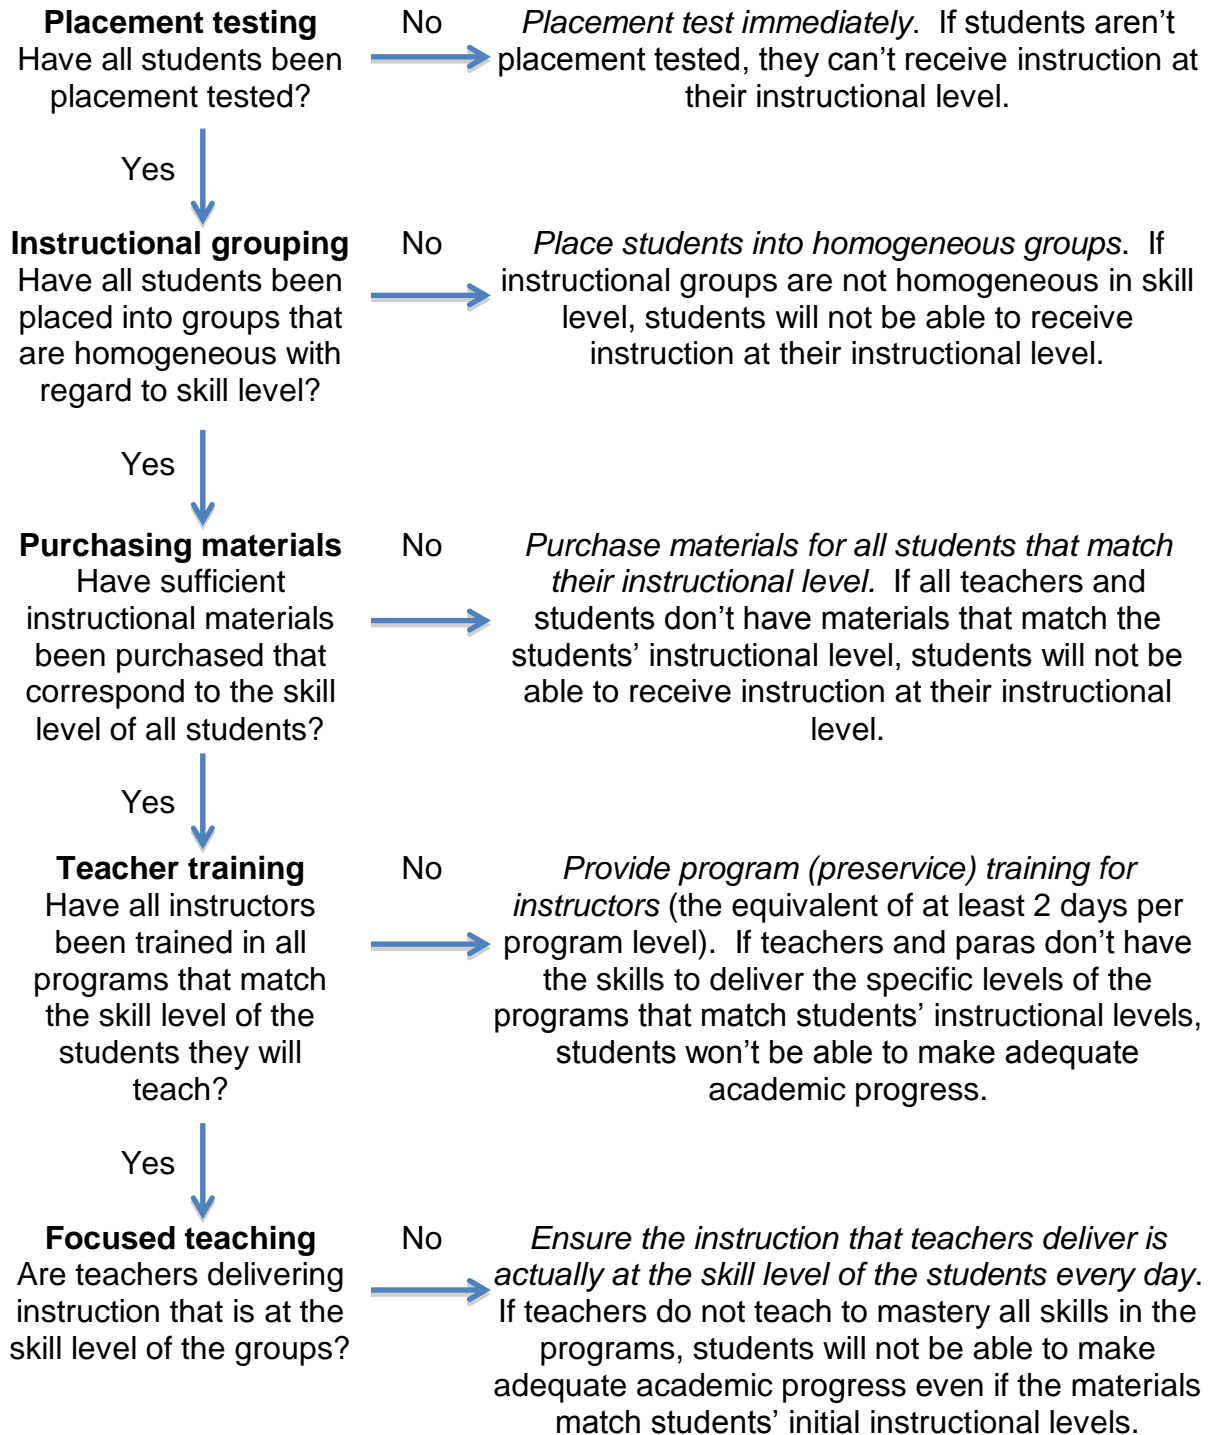 Placement testing
Have all students been
placement tested?
No
Placement test immediately.  If students aren’t
placement tested, they can’t receive instruction at
their instructional level.
Yes
Instructional grouping
Have all students been
placed into groups that
are homogeneous with
regard to skill level?
No
Place students into homogeneous groups.  If
instructional groups are not homogeneous in skill
level, students will not be able to receive
instruction at their instructional level.
Yes
Purchasing materials
Have sufficient
instructional materials
been purchased that
correspond to the skill
level of all students?
No
Purchase materials for all students that match
their instructional level.  If all teachers and
students don’t have materials that match the
students’ instructional level, students will not be
able to receive instruction at their instructional
level.
Yes
Teacher training
Have all instructors
been trained in all
programs that match
the skill level of the
students they will
teach?
No
Provide program (preservice) training for
instructors (the equivalent of at least 2 days per
program level).  If teachers and paras don’t have
the skills to deliver the specific levels of the
programs that match students’ instructional levels,
students won’t be able to make adequate
academic progress.
Yes
Focused teaching
Are teachers delivering
instruction that is at the
skill level of the groups?
No
Ensure the instruction that teachers deliver is
actually at the skill level of the students every day.
If teachers do not teach to mastery all skills in the
programs, students will not be able to make
adequate academic progress even if the materials
match students’ initial instructional levels.